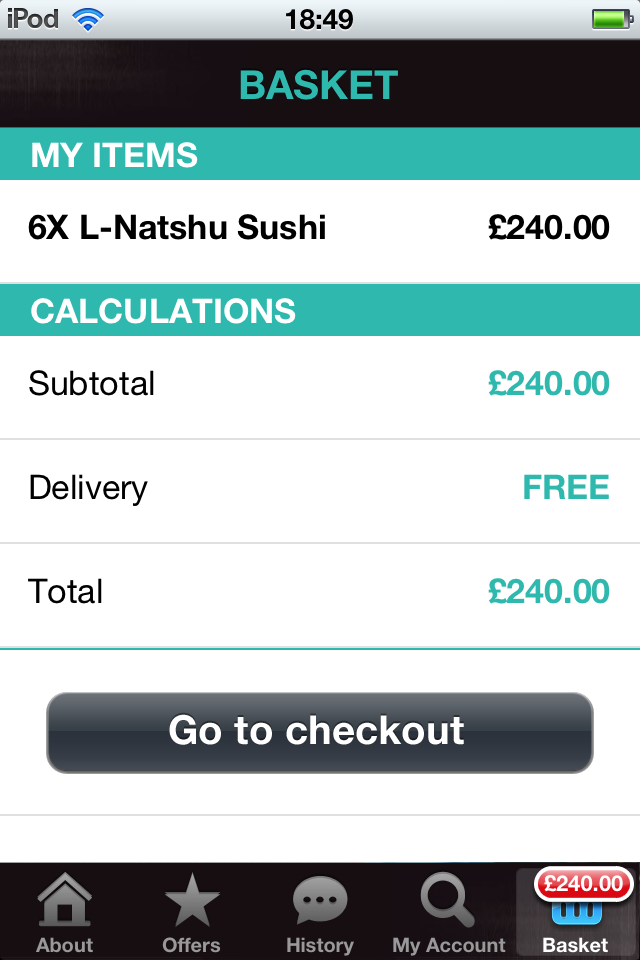 iPod 18:49
BASKET
MY ITEMS
6X L-Natshu Sushi £240.00
CALCULATIONS
Subtotal £240.00
Delivery FREE
Total £240.00
Go to checkout
£240.00
About Offers History My Account Basket